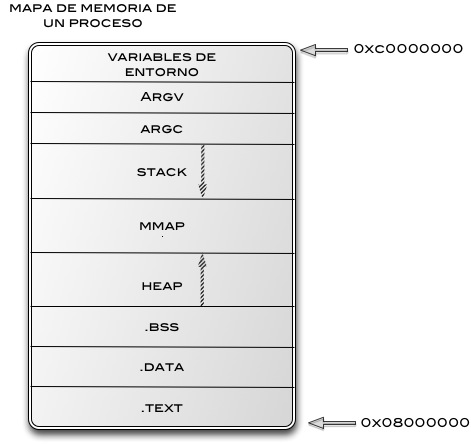 MAPA DE MEMORIA DE
UN PROCESO
VARIABLES DE
ENTORNO
0xc0000000
ARGV
ARGC
STACK
MMAP
HEAP
.BSS
.DATA
.TEXT
0x08000000